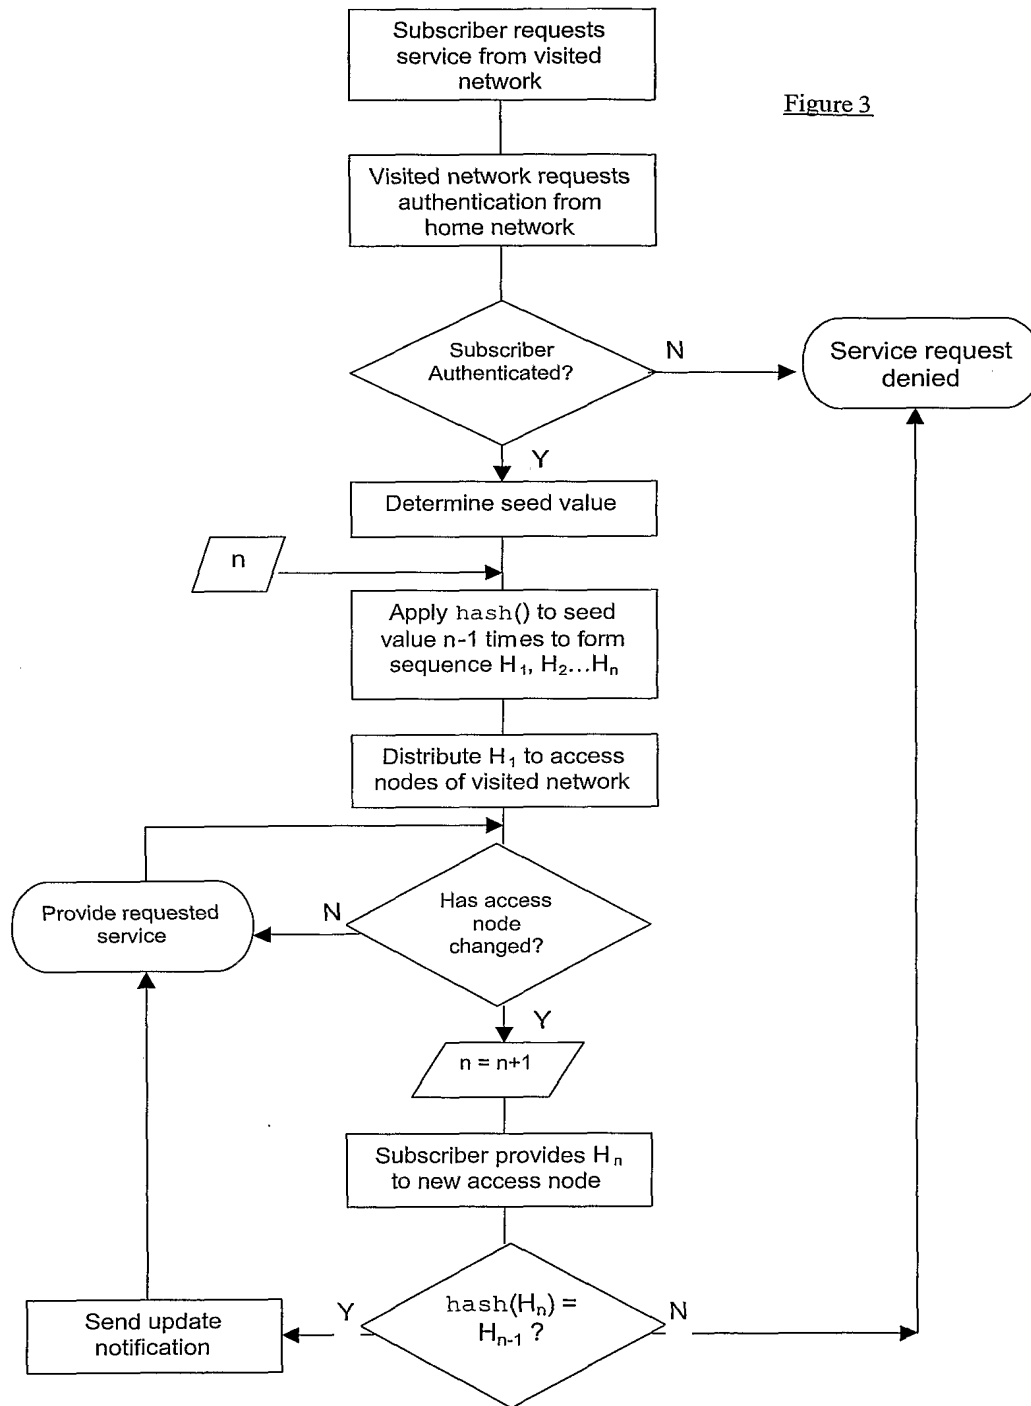 Subscriber requests
service from visited
network
Figure 3
Visited network requests
authentication from
home network
Subscriber
Authenticated?
N
Service request
denied
Y
Determine seed value
n
Apply hash() to seed
value n-1 times to form
sequence H₁, H₂...Hₙ
Distribute H₁ to access
nodes of visited network
Has access
node
changed?
N
Provide requested
service
Y
n = n+1
Subscriber provides Hₙ
to new access node
hash(Hₙ) =
Hₙ₋₁ ?
Y
N
Send update
notification